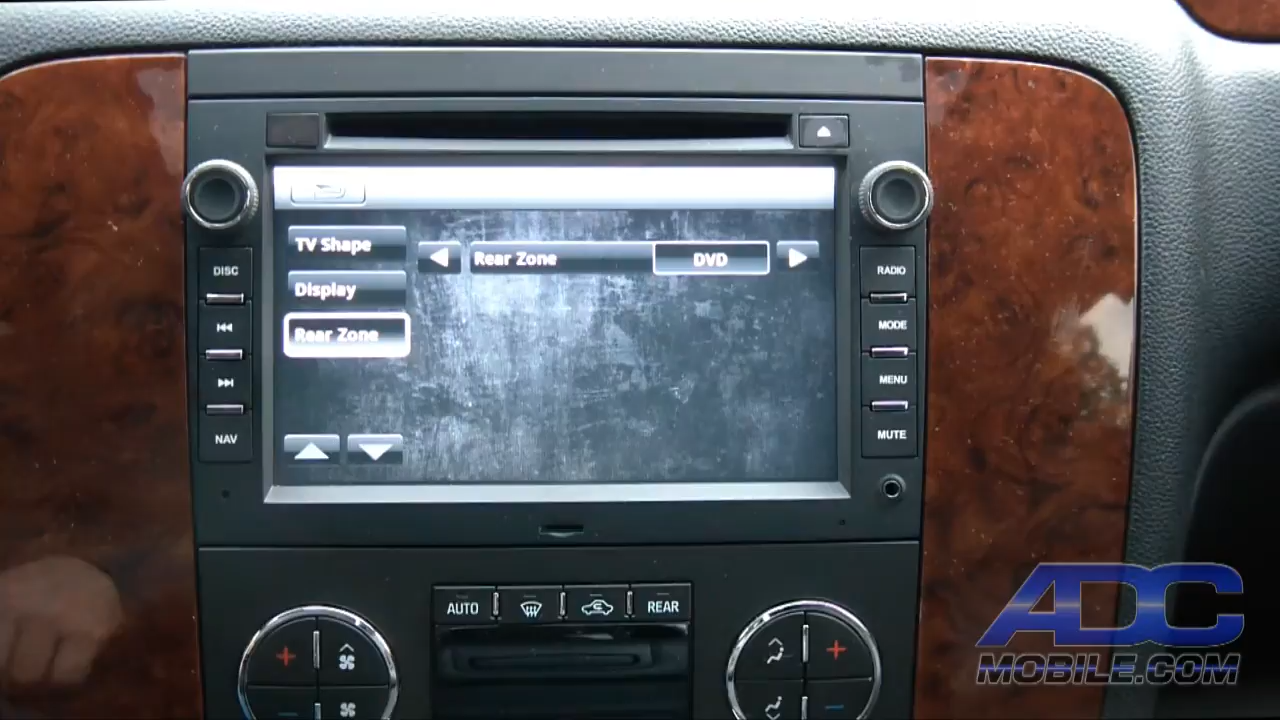 TV Shape
Rear Zone DVD
Display
Rear Zone
DISC
NAV
RADIO
MODE
MENU
MUTE
AUTO
REAR
ADC
MOBILE.COM